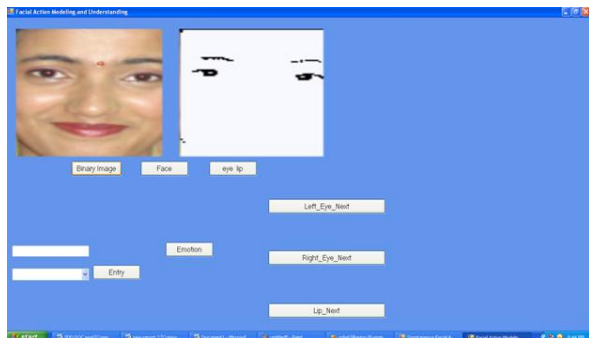 Facial Action Modeling and Understanding
Binary Image
Face
eye lip
Left_Eye_Next
Emotion
Entry
Right_Eye_Next
Lip_Next
start